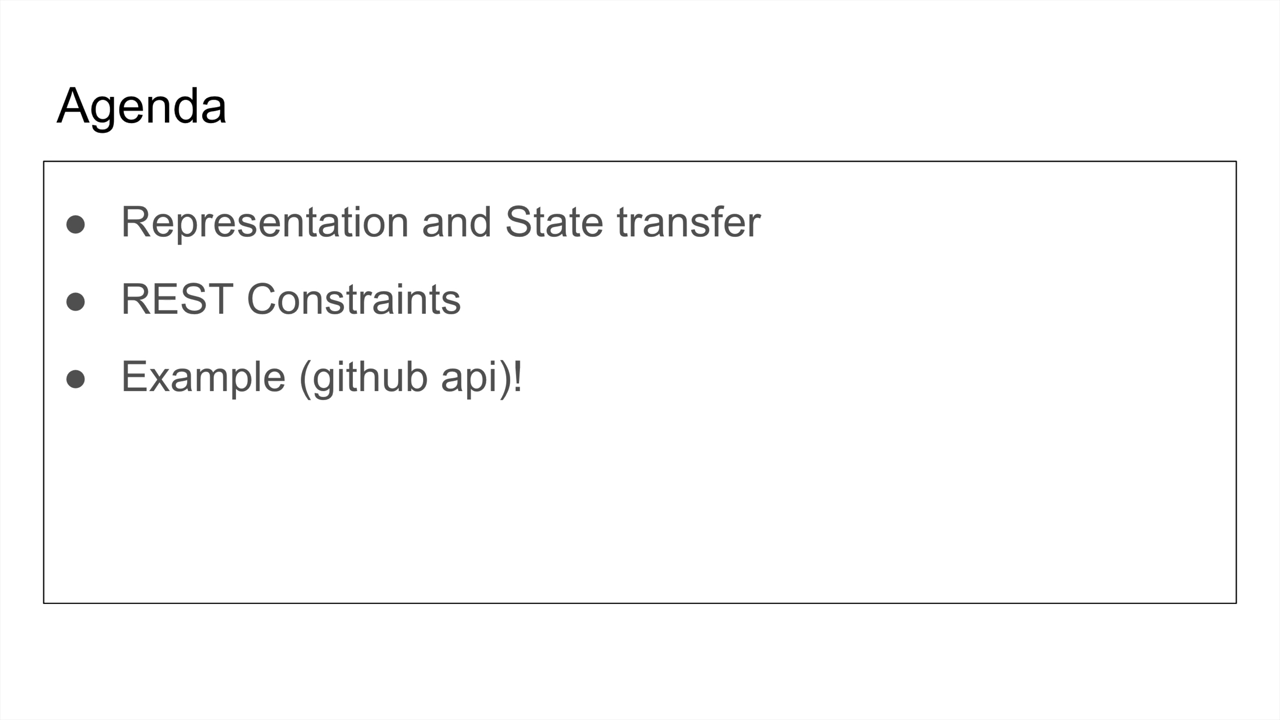 Agenda
● Representation and State transfer
● REST Constraints
● Example (github api)!